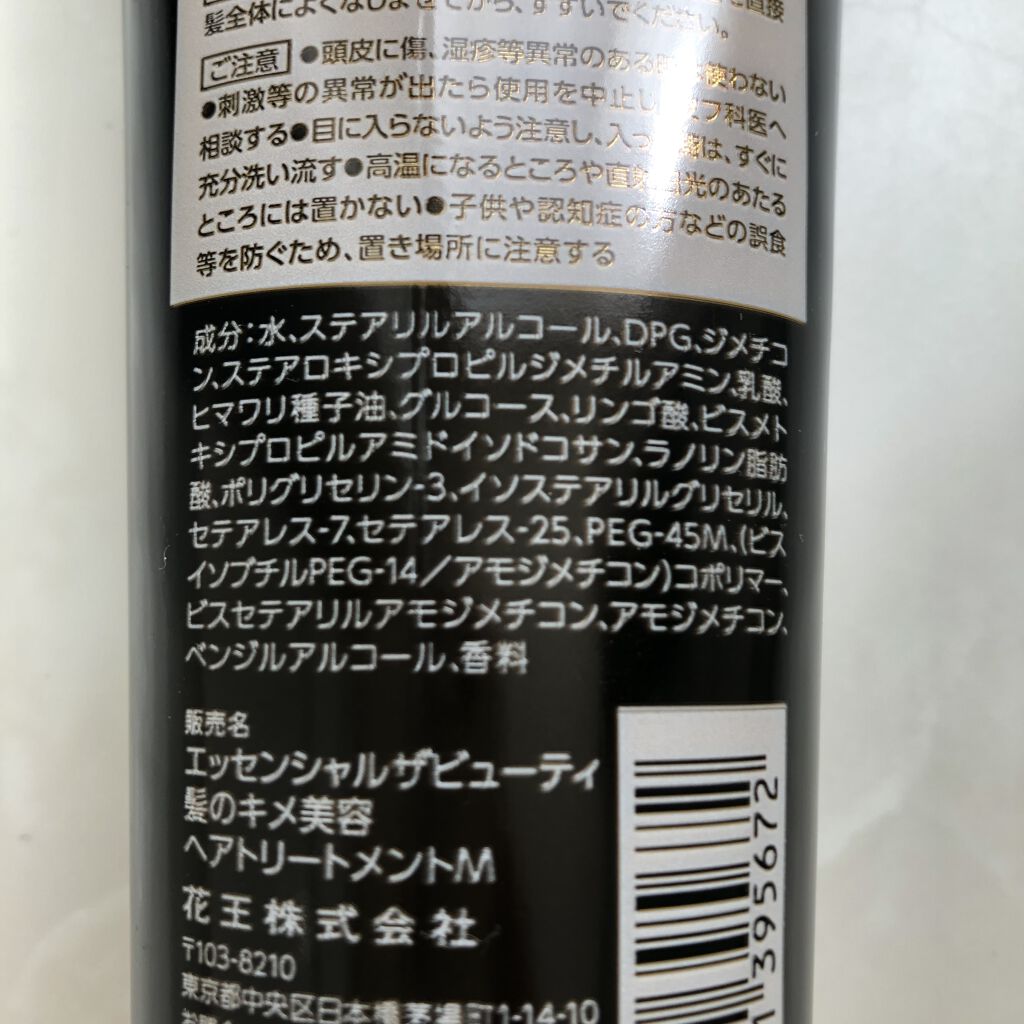 直接
髪全体によくなじませてから、すすいでください。
ご注意 ●頭皮に傷、湿疹等異常のある時 使わない
●刺激等の異常が出たら使用を中止し フ科医へ
相談する●目に入らないよう注意し、入っ は、すぐに
充分洗い流す●高温になるところや直射日光のあたる
ところには置かない●子供や認知症の方などの誤食
等を防ぐため、置き場所に注意する
成分:水、ステアリルアルコール、DPG、ジメチコ
ン、ステアロキシプロピルジメチルアミン、乳酸、
ヒマワリ種子油、グルコース、リンゴ酸、ビスメト
キシプロピルアミドイソドコサン、ラノリン脂肪
酸、ポリグリセリン-3、イソステアリルグリセリル、
セテアレス-7、セテアレス-25、PEG-45M、(ビス
イソブチルPEG-14/アモジメチコン)コポリマー、
ビスセテアリルアモジメチコン、アモジメチコン、
ベンジルアルコール、香料
販売名
エッセンシャルザビューティ
髪のキメ美容
ヘアトリートメントM
花王株式会社
〒103-8210
東京都中央区日本橋茅場町1-14-10
395672